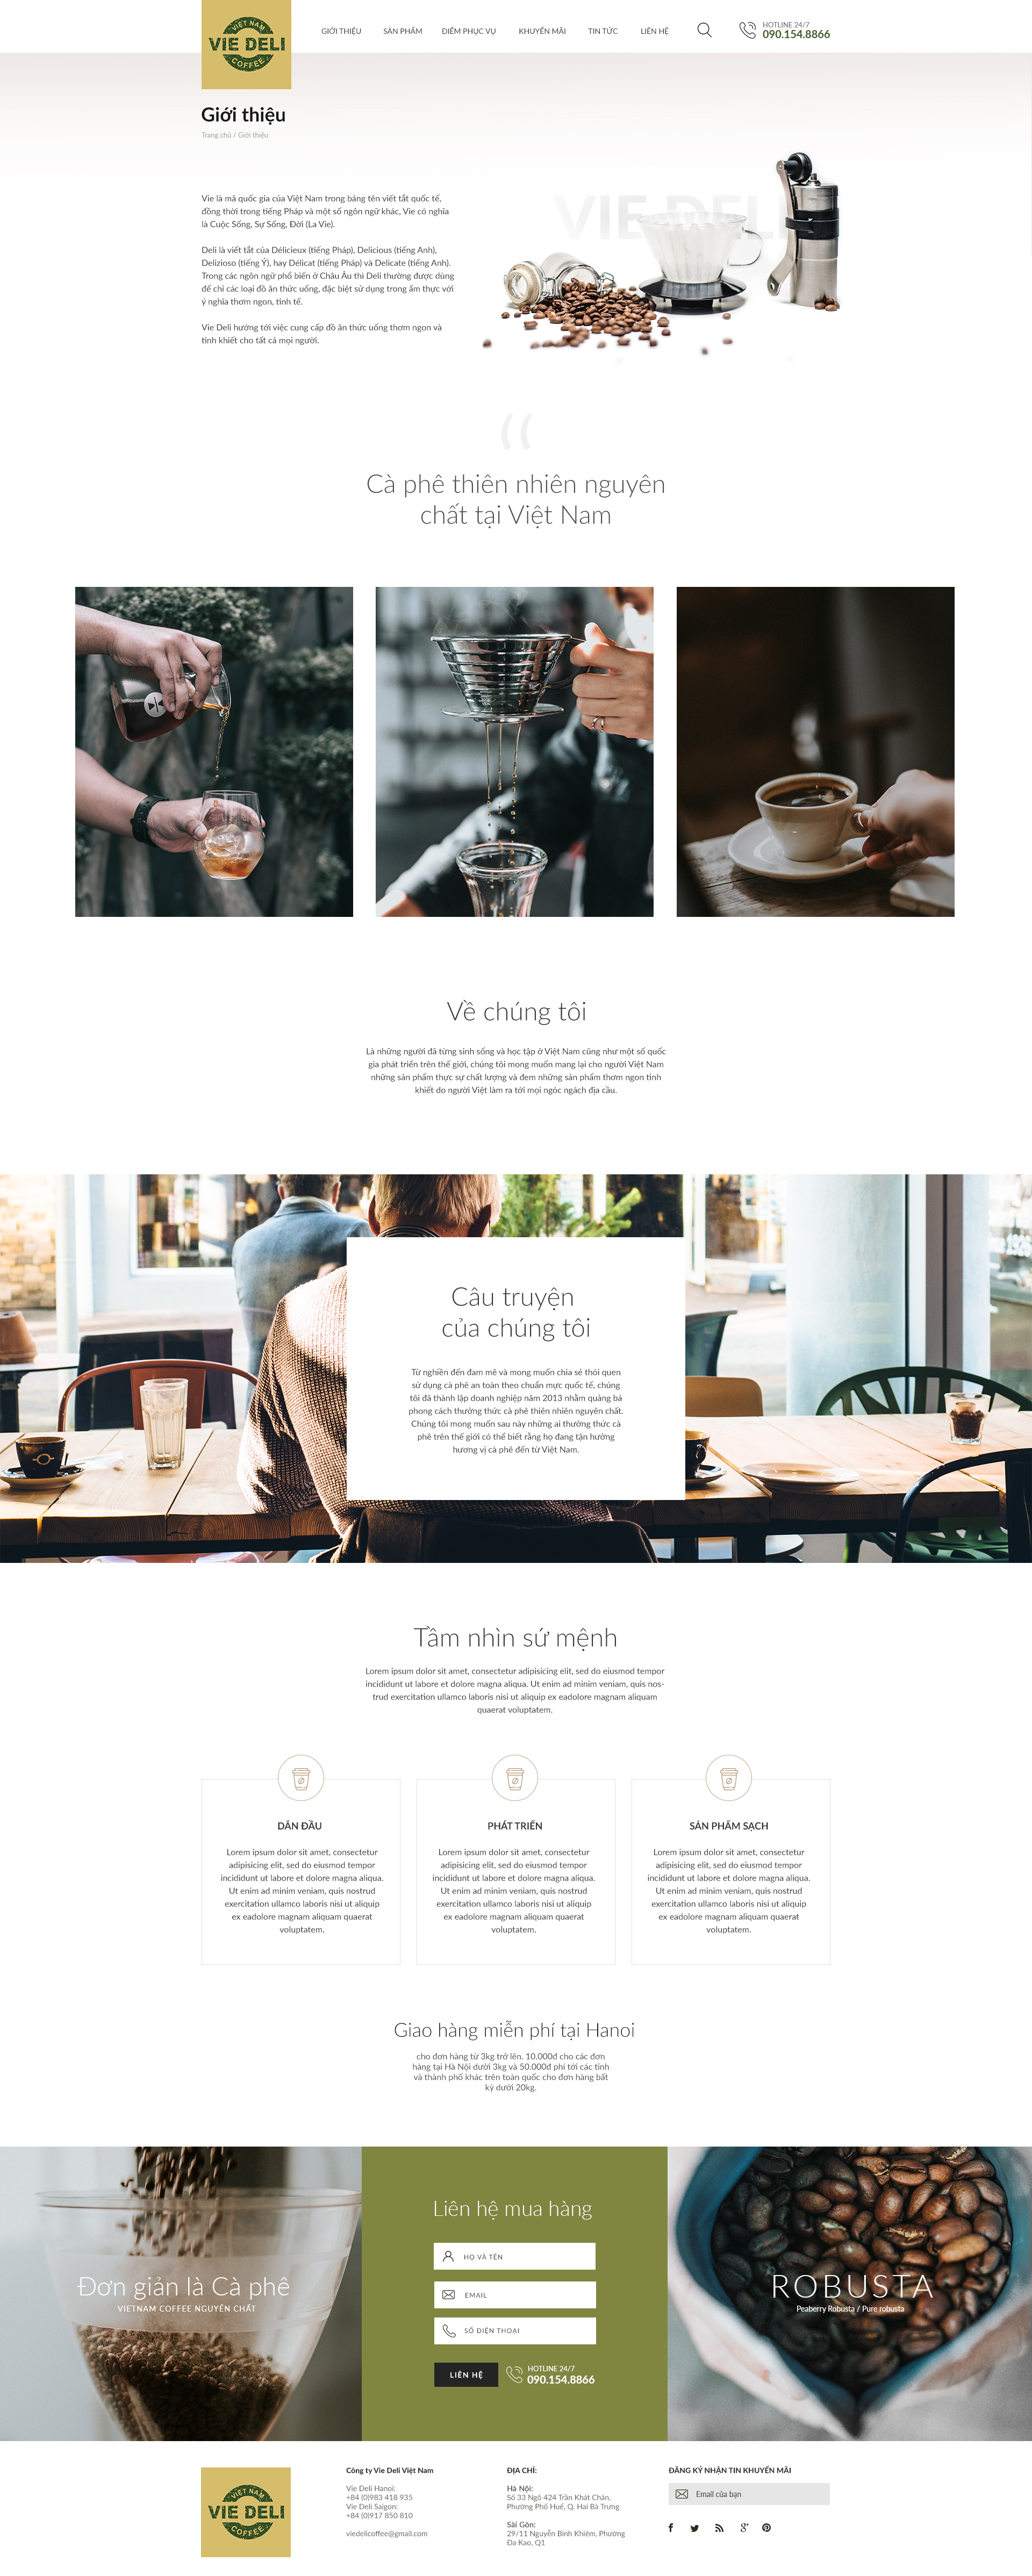 VIỆT NAM
VIE DELI
COFFEE
GIỚI THIỆU
SẢN PHẨM
ĐIỂM PHỤC VỤ
KHUYẾN MÃI
TIN TỨC
LIÊN HỆ
HOTLINE 24/7
090.154.8866
Giới thiệu
Trang chủ / Giới thiệu
VIE DELI
Vie là mã quốc gia của Việt Nam trong bảng tên viết tắt quốc tế,
đồng thời trong tiếng Pháp và một số ngôn ngữ khác, Vie có nghĩa
là Cuộc Sống, Sự Sống, Đời (La Vie).
Deli là viết tắt của Délicieux (tiếng Pháp), Delicious (tiếng Anh),
Delizioso (tiếng Ý), hay Délicat (tiếng Pháp) và Delicate (tiếng Anh).
Trong các ngôn ngữ phổ biến ở Châu Âu thì Deli thường được dùng
để chỉ các loại đồ ăn thức uống, đặc biệt sử dụng trong ẩm thực với
ý nghĩa thơm ngon, tinh tế.
Vie Deli hướng tới việc cung cấp đồ ăn thức uống thơm ngon và
tinh khiết cho tất cả mọi người.
Cà phê thiên nhiên nguyên
chất tại Việt Nam
Về chúng tôi
Là những người đã từng sinh sống và học tập ở Việt Nam cũng như một số quốc
gia phát triển trên thế giới, chúng tôi mong muốn mang lại cho người Việt Nam
những sản phẩm thực sự chất lượng và đem những sản phẩm thơm ngon tinh
khiết do người Việt làm ra tới mọi ngóc ngách địa cầu.
Câu truyện
của chúng tôi
Từ nghiền đến đam mê và mong muốn chia sẻ thói quen
sử dụng cà phê an toàn theo chuẩn mực quốc tế, chúng
tôi đã thành lập doanh nghiệp năm 2013 nhằm quảng bá
phong cách thưởng thức cà phê thiên nhiên nguyên chất.
Chúng tôi mong muốn sau này những ai thưởng thức cà
phê trên thế giới có thể biết rằng họ đang tận hưởng
hương vị cà phê đến từ Việt Nam.
Tầm nhìn sứ mệnh
Lorem ipsum dolor sit amet, consectetur adipisicing elit, sed do eiusmod tempor
incididunt ut labore et dolore magna aliqua. Ut enim ad minim veniam, quis nos-
trud exercitation ullamco laboris nisi ut aliquip ex eadolore magnam aliquam
quaerat voluptatem.
DẪN ĐẦU
Lorem ipsum dolor sit amet, consectetur
adipisicing elit, sed do eiusmod tempor
incididunt ut labore et dolore magna aliqua.
Ut enim ad minim veniam, quis nostrud
exercitation ullamco laboris nisi ut aliquip
ex eadolore magnam aliquam quaerat
voluptatem.
PHÁT TRIỂN
Lorem ipsum dolor sit amet, consectetur
adipisicing elit, sed do eiusmod tempor
incididunt ut labore et dolore magna aliqua.
Ut enim ad minim veniam, quis nostrud
exercitation ullamco laboris nisi ut aliquip
ex eadolore magnam aliquam quaerat
voluptatem.
SẢN PHẨM SẠCH
Lorem ipsum dolor sit amet, consectetur
adipisicing elit, sed do eiusmod tempor
incididunt ut labore et dolore magna aliqua.
Ut enim ad minim veniam, quis nostrud
exercitation ullamco laboris nisi ut aliquip
ex eadolore magnam aliquam quaerat
voluptatem.
Giao hàng miễn phí tại Hanoi
cho đơn hàng từ 3kg trở lên. 10.000đ cho các đơn
hàng tại Hà Nội dưới 3kg và 50.000đ phí tới các tỉnh
và thành phố khác trên toàn quốc cho đơn hàng bất
kỳ dưới 20kg.
Đơn giản là Cà phê
VIETNAM COFFEE NGUYÊN CHẤT
Liên hệ mua hàng
HỌ VÀ TÊN
EMAIL
SỐ ĐIỆN THOẠI
LIÊN HỆ
HOTLINE 24/7
090.154.8866
ROBUSTA
Peaberry Robusta / Pure robusta
VIỆT NAM
VIE DELI
COFFEE
Công ty Vie Deli Việt Nam
Vie Deli Hanoi:
+84 (0)983 418 935
Vie Deli Saigon:
+84 (0)917 850 810
viedelicoffee@gmail.com
ĐỊA CHỈ:
Hà Nội:
Số 33 Ngõ 424 Trần Khát Chân,
Phường Phố Huế, Q. Hai Bà Trưng
Sài Gòn:
29/11 Nguyễn Bỉnh Khiêm, Phường
Đa Kao, Q1
ĐĂNG KÝ NHẬN TIN KHUYẾN MÃI
Email của bạn